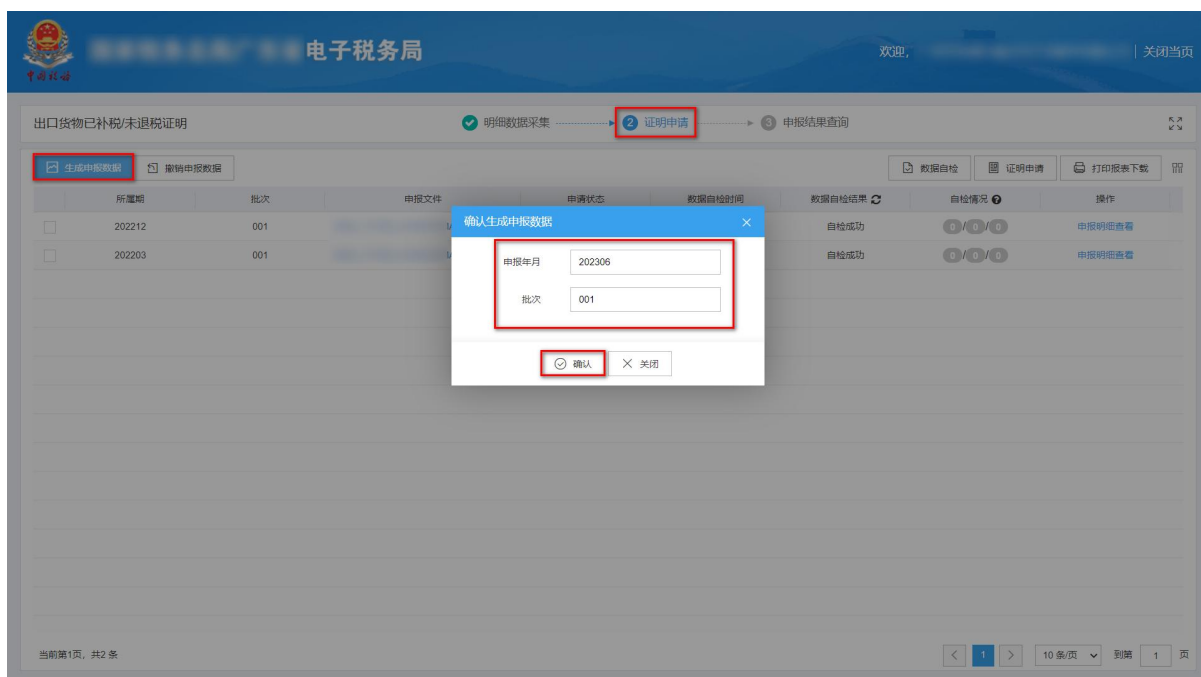 中国税务
电子税务局
欢迎,
关闭当页
出口货物已补税/未退税证明
明细数据采集
2 证明申请
3 申报结果查询
生成申报数据
撤销申报数据
数据自检
证明申请
打印报表下载
所属期 批次 申报文件 申请状态 数据自检时间 数据自检结果 自检情况 操作
202212 001 自检成功 0 / 0 / 0 申报明细查看
202203 001 自检成功 0 / 0 / 0 申报明细查看
确认生成申报数据
申报年月 202306
批次 001
确认 关闭
当前第1页, 共2 条
< 1 > 10 条/页 到第 1 页